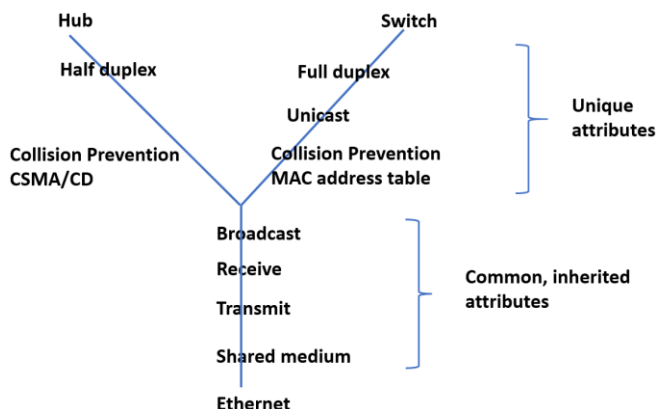 Hub
Switch
Half duplex
Full duplex
Unicast
Unique
attributes
Collision Prevention
CSMA/CD
Collision Prevention
MAC address table
Broadcast
Receive
Common, inherited
attributes
Transmit
Shared medium
Ethernet